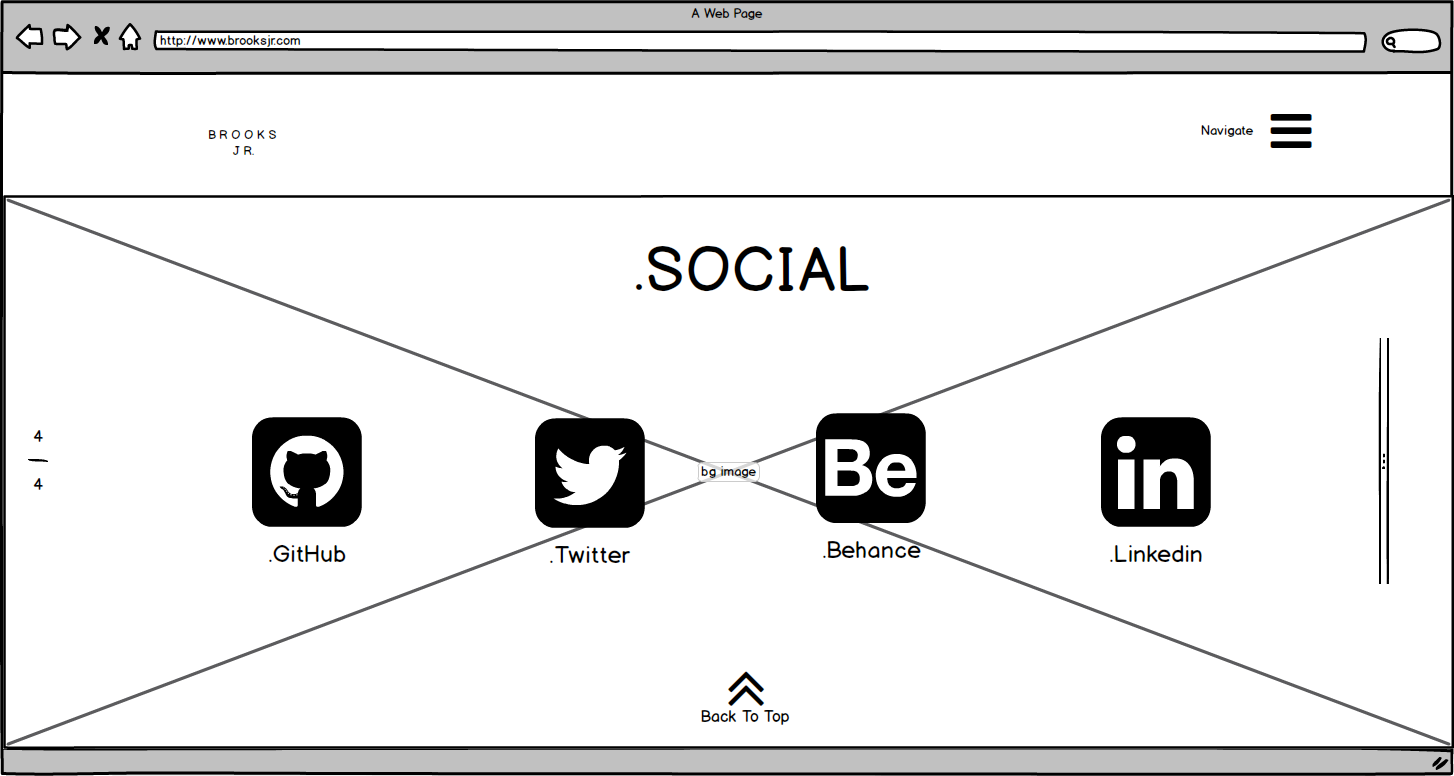 A Web Page
http://www.brooksjr.com
BROOKS
JR.
Navigate
.SOCIAL
4
4
bg image
Be
in
.GitHub
.Twitter
.Behance
.Linkedin
Back To Top